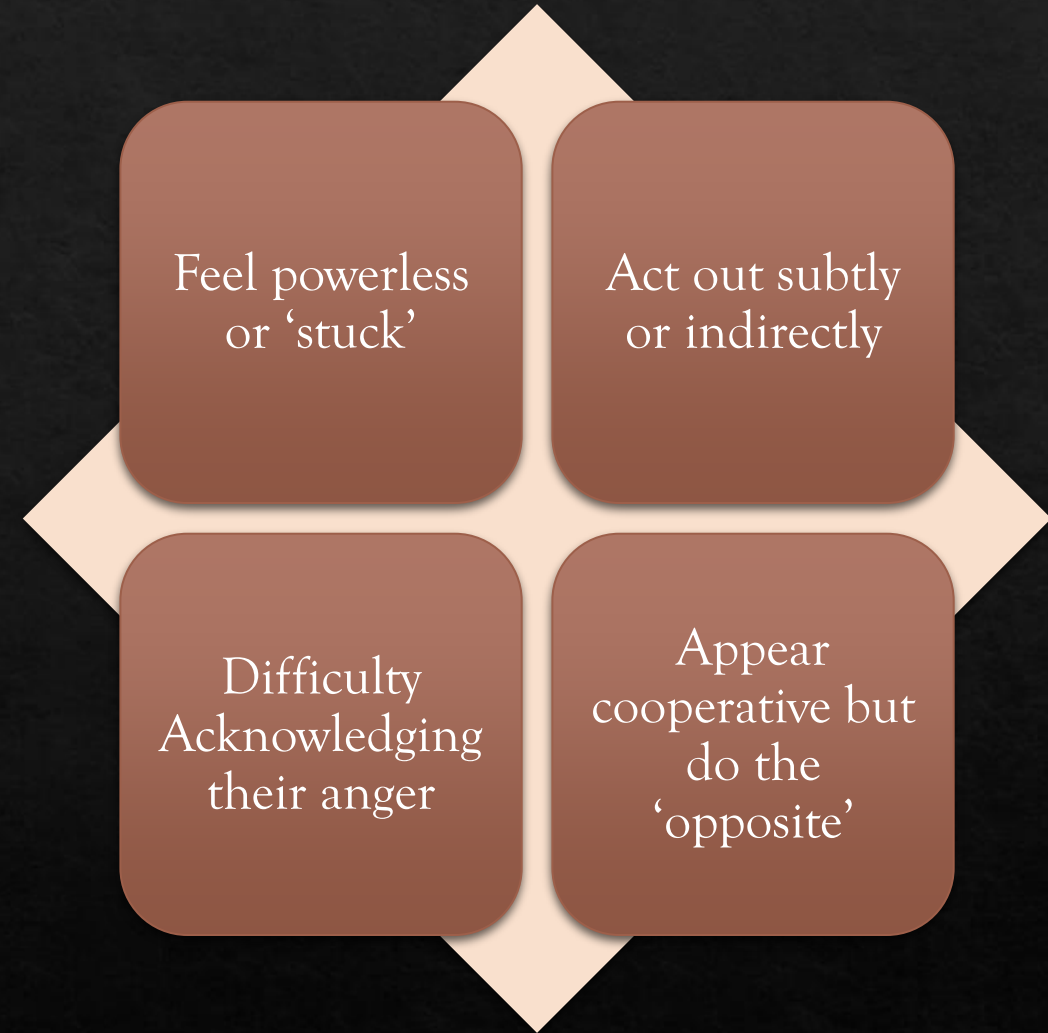 Feel powerless
or ‘stuck’
Act out subtly
or indirectly
Difficulty
Acknowledging
their anger
Appear
cooperative but
do the
‘opposite’